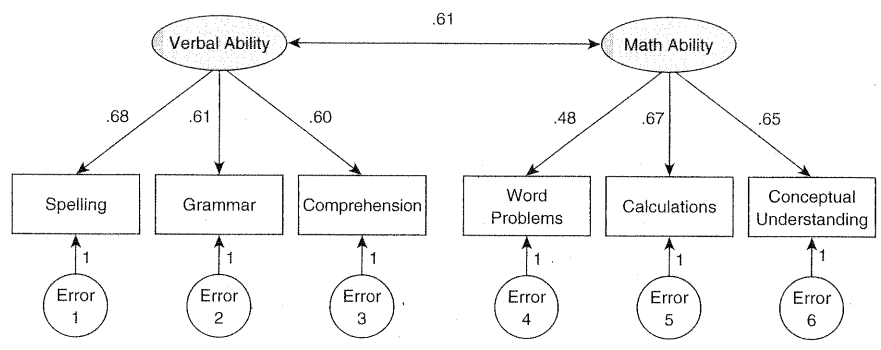 .61
Verbal Ability
Math Ability
.68
.61
.60
.48
.67
.65
Spelling
Grammar
Comprehension
Word
Problems
Calculations
Conceptual
Understanding
1
1
1
1
1
1
Error
1
Error
2
Error
3
Error
4
Error
5
Error
6